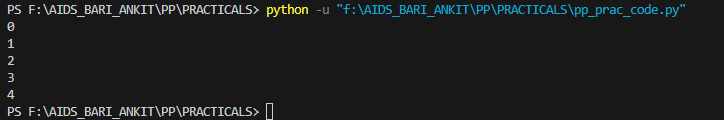 PS F:\AIDS_BARI_ANKIT\PP\PRACTICALS> python -u "f:\AIDS_BARI_ANKIT\PP\PRACTICALS\pp_prac_code.py"
0
1
2
3
4
PS F:\AIDS_BARI_ANKIT\PP\PRACTICALS>